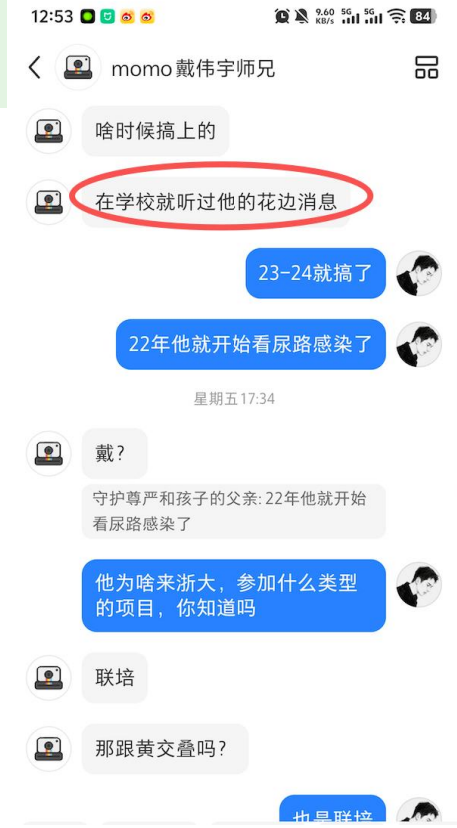 12:53
9.60 KB/s 5G 5G 84
momo戴伟宇师兄
啥时候搞上的
在学校就听过他的花边消息
23-24就搞了
22年他就开始看尿路感染了
星期五17:34
戴?
守护尊严和孩子的父亲: 22年他就开始
看尿路感染了
他为啥来浙大，参加什么类型
的项目，你知道吗
联培
那跟黄交叠吗?
也是联培